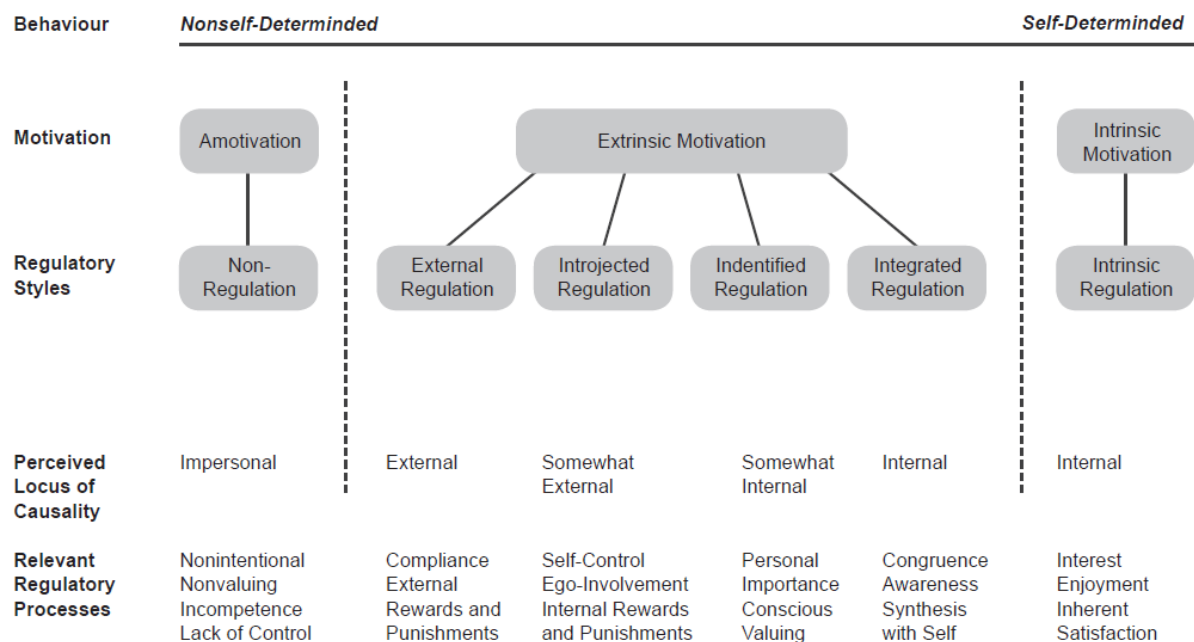 Behaviour Nonself-Determinded Self-Determinded
Motivation Amotivation Extrinsic Motivation Intrinsic
Motivation
Regulatory
Styles
Non-
Regulation
External
Regulation
Introjected
Regulation
Indentified
Regulation
Integrated
Regulation
Intrinsic
Regulation
Perceived
Locus of
Causality
Impersonal
External
Somewhat
External
Somewhat
Internal
Internal
Internal
Relevant
Regulatory
Processes
Nonintentional
Nonvaluing
Incompetence
Lack of Control
Compliance
External
Rewards and
Punishments
Self-Control
Ego-Involvement
Internal Rewards
and Punishments
Personal
Importance
Conscious
Valuing
Congruence
Awareness
Synthesis
with Self
Interest
Enjoyment
Inherent
Satisfaction